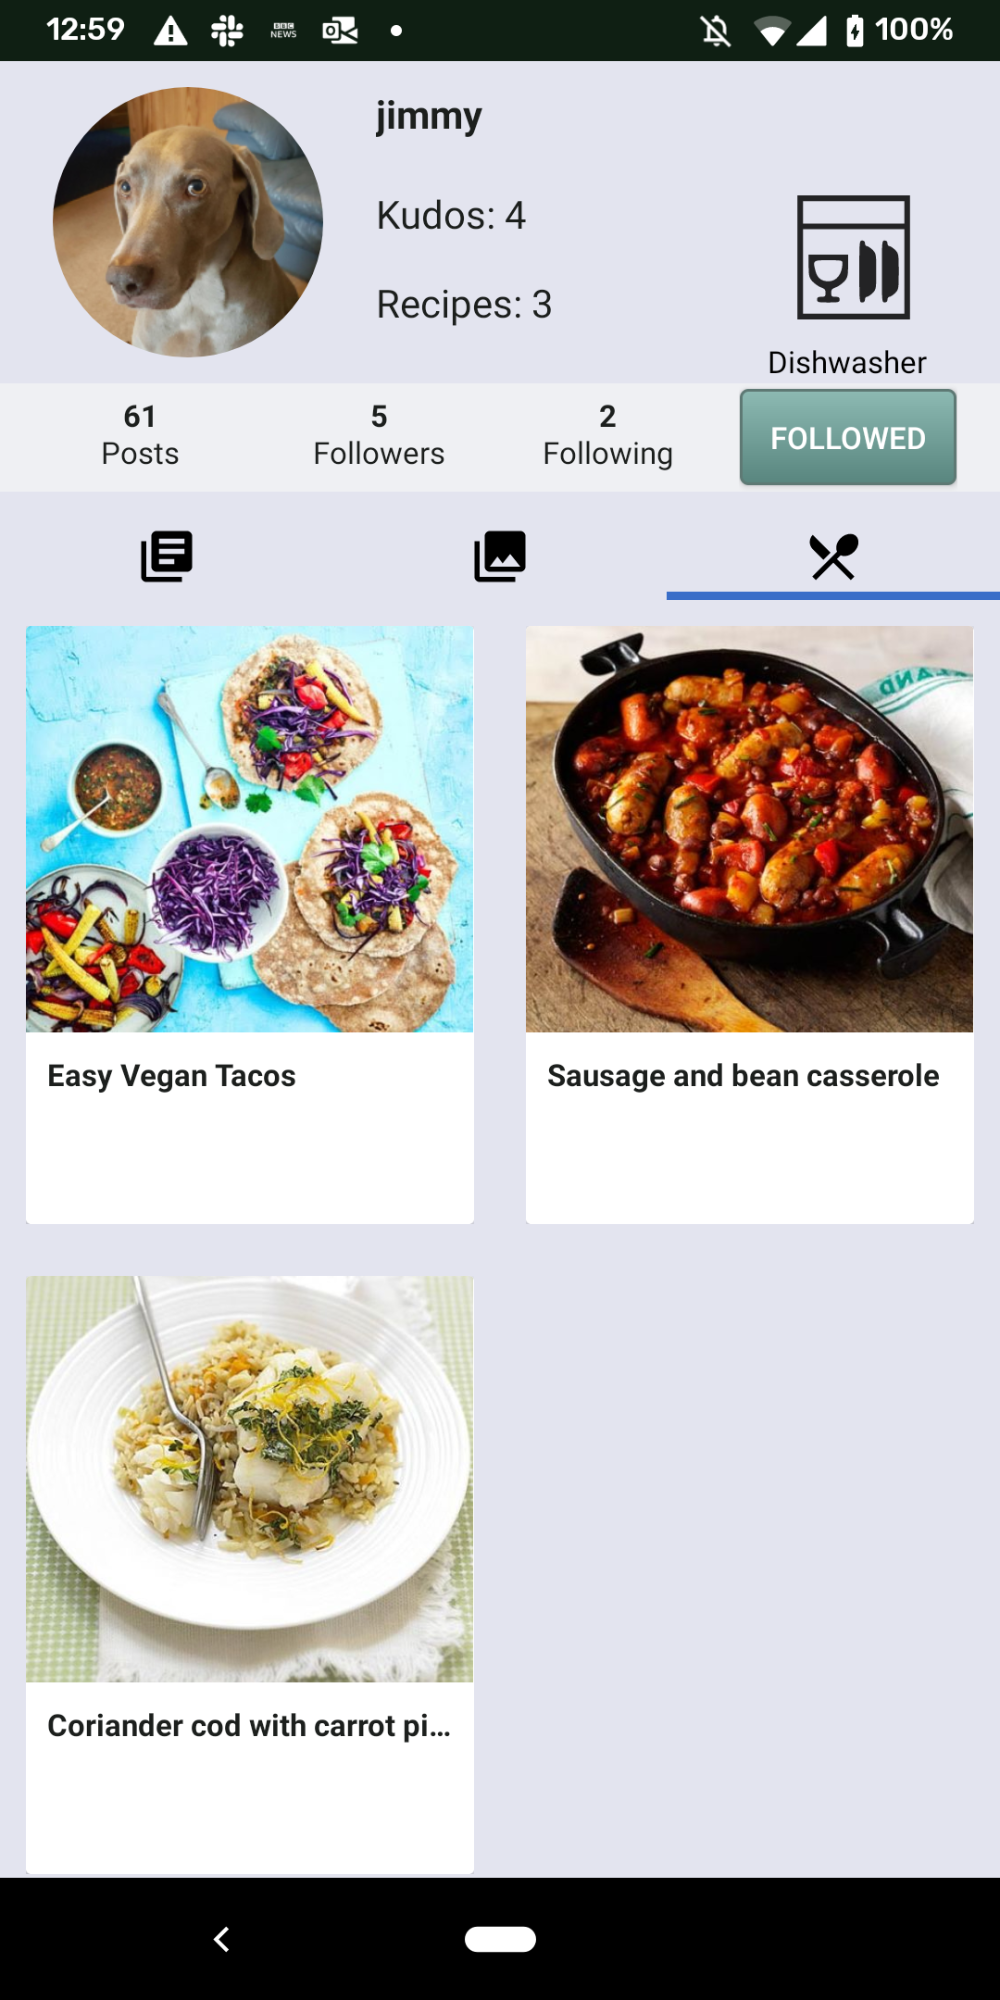 12:59
BBC
NEWS
100%
jimmy
Kudos: 4
Recipes: 3
Dishwasher
61
Posts
5
Followers
2
Following
FOLLOWED
Easy Vegan Tacos
Sausage and bean casserole
Coriander cod with carrot pi...